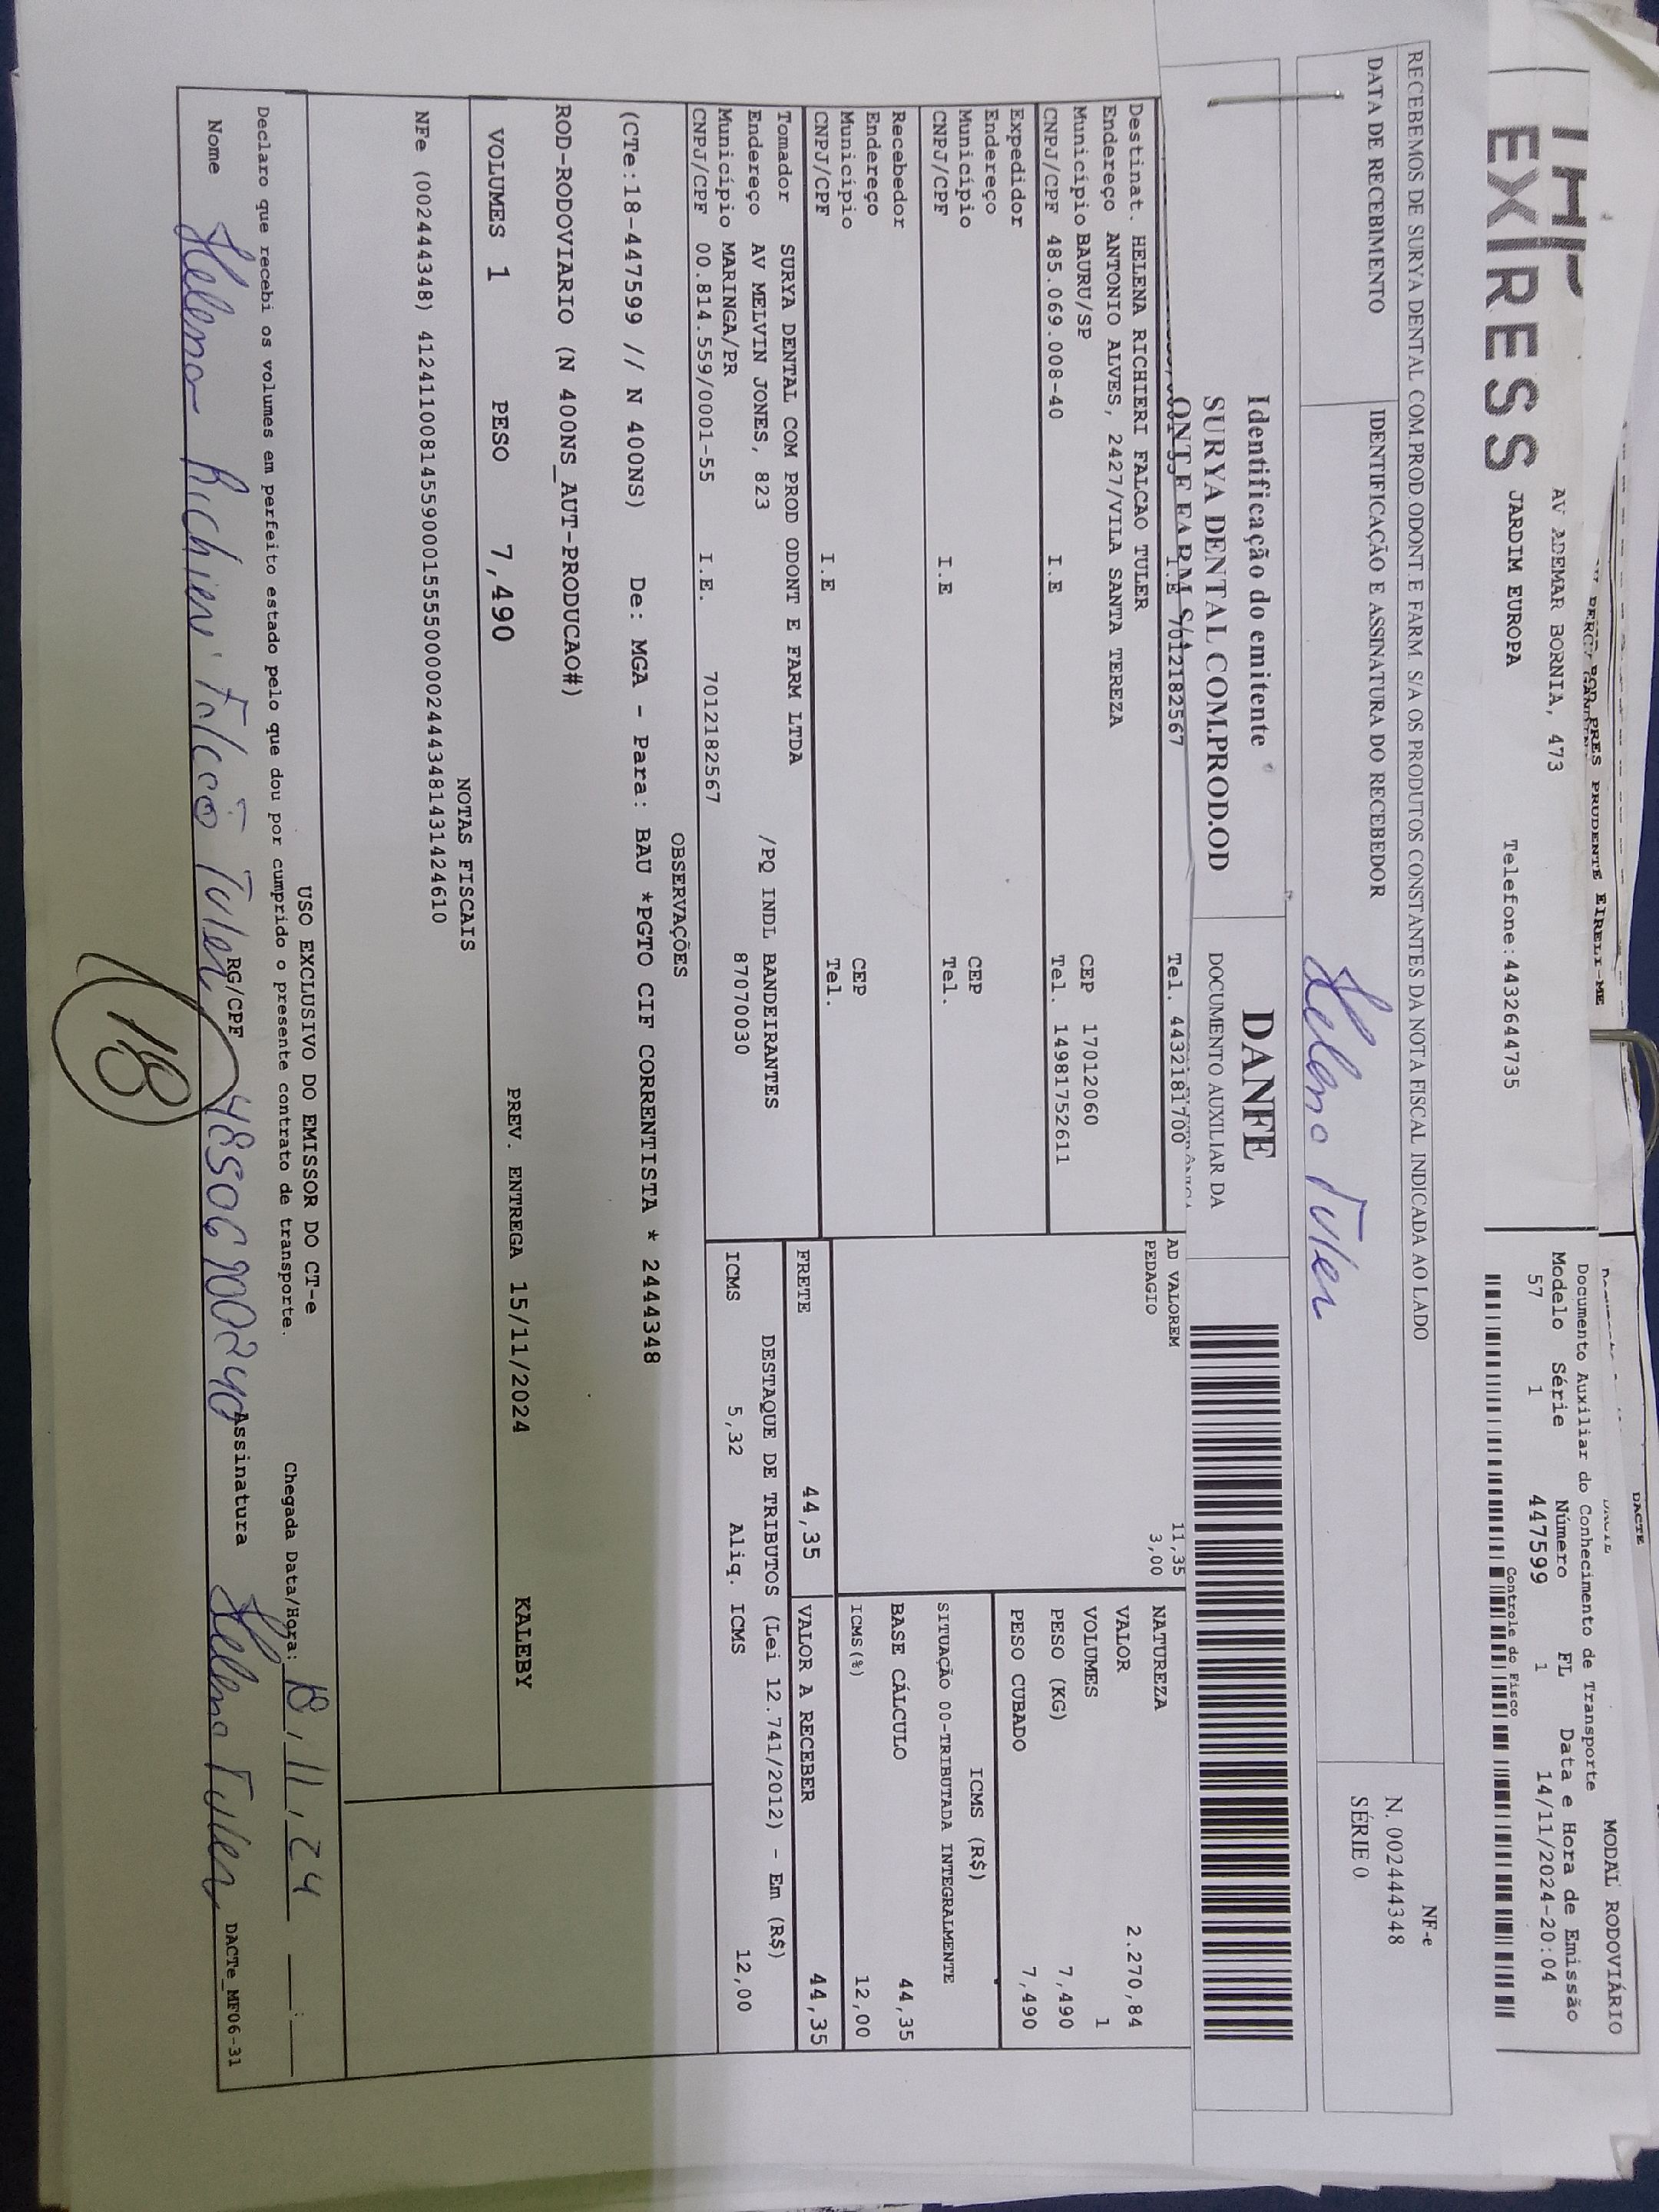 EXPRESS
AV ADEMAR BORNIA, 473
JARDIM EUROPA
Telefone:4432644735
DACTE
MODAL RODOVIÁRIO
Documento Auxiliar do Conhecimento de Transporte
Modelo Série Número FL Data e Hora de Emissão
57 1 447599 1 14/11/2024-20:04
Controle do Fisco
RECEBEMOS DE SURYA DENTAL COM.PROD.ODONT.E FARM. S/A OS PRODUTOS CONSTANTES DA NOTA FISCAL INDICADA AO LADO
DATA DE RECEBIMENTO
IDENTIFICAÇÃO E ASSINATURA DO RECEBEDOR
Helena Tuler
NF-e
N. 002444348
SÉRIE 0
Identificação do emitente
SURYA DENTAL COM.PROD.OD
ONT.E FARM S/A
DANFE
DOCUMENTO AUXILIAR DA
I.E 7012182567
Tel. 4432181700
AD VALOREM 11,35
PEDAGIO 3,00
Destinat. HELENA RICHIERI FALCAO TULER
Endereço ANTONIO ALVES, 2427/VILA SANTA TEREZA
Município BAURU/SP CEP 17012060
CNPJ/CPF 485.069.008-40 I.E Tel. 14981752611
Expedidor
Endereço
Município CEP
CNPJ/CPF I.E Tel.
Recebedor
Endereço
Município CEP
CNPJ/CPF I.E Tel.
NATUREZA
VALOR 2.270,84
VOLUMES 1
PESO (KG) 7,490
PESO CUBADO 7,490
ICMS (R$)
SITUAÇÃO 00-TRIBUTADA INTEGRALMENTE
BASE CÁLCULO 44,35
ICMS(%) 12,00
Tomador SURYA DENTAL COM PROD ODONT E FARM LTDA
Endereço AV MELVIN JONES, 823 /PQ INDL BANDEIRANTES
Município MARINGA/PR 87070030
CNPJ/CPF 00.814.559/0001-55 I.E. 7012182567
FRETE 44,35
VALOR A RECEBER 44,35
DESTAQUE DE TRIBUTOS (Lei 12.741/2012) - Em (R$)
ICMS 5,32 Aliq. ICMS 12,00
OBSERVAÇÕES
(CTe:18-447599 // N 400NS) De: MGA - Para: BAU *PGTO CIF CORRENTISTA * 2444348
ROD-RODOVIARIO (N 400NS_AUT-PRODUCAO#)
VOLUMES 1 PESO 7,490 PREV. ENTREGA 15/11/2024 KALEBY
NOTAS FISCAIS
NFe (002444348) 41241100814559000155550000024443481431424610
USO EXCLUSIVO DO EMISSOR DO CT-e
Declaro que recebi os volumes em perfeito estado pelo que dou por cumprido o presente contrato de transporte.
Chegada Data/Hora: 18, 11, 24
Nome Helena Richieri Falcão Tuler RG/CPF 48506900840 Assinatura Helena Tuler
DACTe_MF06-31
18